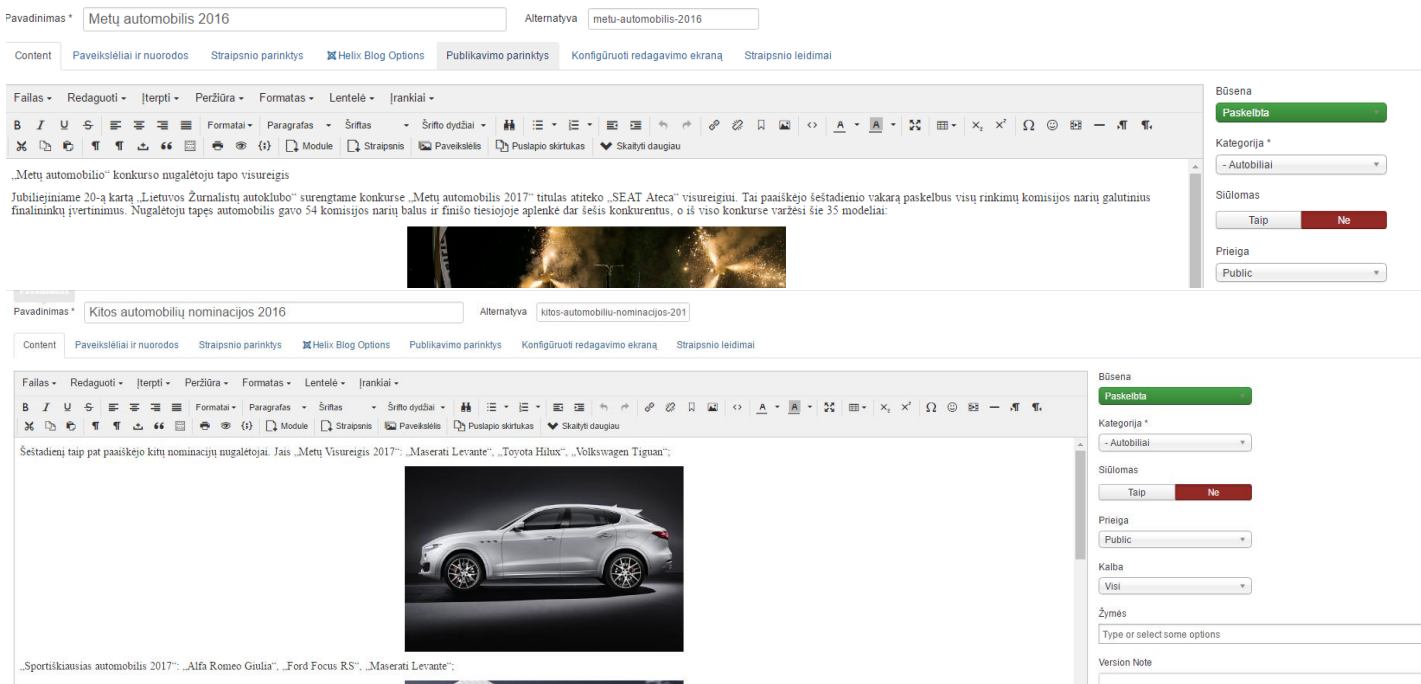 Pavadinimas * Metų automobilis 2016 Alternatyva metu-automobilis-2016
Content Paveikslėliai ir nuorodos Straipsnio parinktys Helix Blog Options Publikavimo parinktys Konfigūruoti redagavimo ekraną Straipsnio leidimai
Failas Redaguoti Įterpti Peržiūra Formatas Lentelė Įrankiai
B I U S Formatai Paragrafas Šriftas Šrifto dydžiai A A
Module Straipsnis Paveikslėlis Puslapio skirtukas Skaityti daugiau
„Metų automobilio“ konkurso nugalėtoju tapo visureigis
Jubiliejiniame 20-ą kartą „Lietuvos Žurnalistų autoklubo“ surengtame konkurse „Metų automobilis 2017“ titulas atiteko „SEAT Ateca“ visureigiui. Tai paaiškėjo šeštadienio vakarą paskelbus visų rinkimų komisijos narių galutinius
finalininkų įvertinimus. Nugalėtoju tapęs automobilis gavo 54 komisijos narių balus ir finišo tiesiojoje aplenkė dar šešis konkurentus, o iš viso konkurse varžėsi šie 35 modeliai:
Būsena
Paskelbta
Kategorija *
- Autobiliai
Siūlomas
Taip Ne
Prieiga
Public
Pavadinimas * Kitos automobilių nominacijos 2016 Alternatyva kitos-automobiliu-nominacijos-201
Content Paveikslėliai ir nuorodos Straipsnio parinktys Helix Blog Options Publikavimo parinktys Konfigūruoti redagavimo ekraną Straipsnio leidimai
Failas Redaguoti Įterpti Peržiūra Formatas Lentelė Įrankiai
B I U S Formatai Paragrafas Šriftas Šrifto dydžiai A A
Module Straipsnis Paveikslėlis Puslapio skirtukas Skaityti daugiau
Šeštadienį taip pat paaiškėjo kitų nominacijų nugalėtojai. Jais „Metų Visureigis 2017“: „Maserati Levante“, „Toyota Hilux“, „Volkswagen Tiguan“;
„Sportiškiausias automobilis 2017“: „Alfa Romeo Giulia“, „Ford Focus RS“, „Maserati Levante“;
Būsena
Paskelbta
Kategorija *
- Autobiliai
Siūlomas
Taip Ne
Prieiga
Public
Kalba
Visi
Žymės
Type or select some options
Version Note